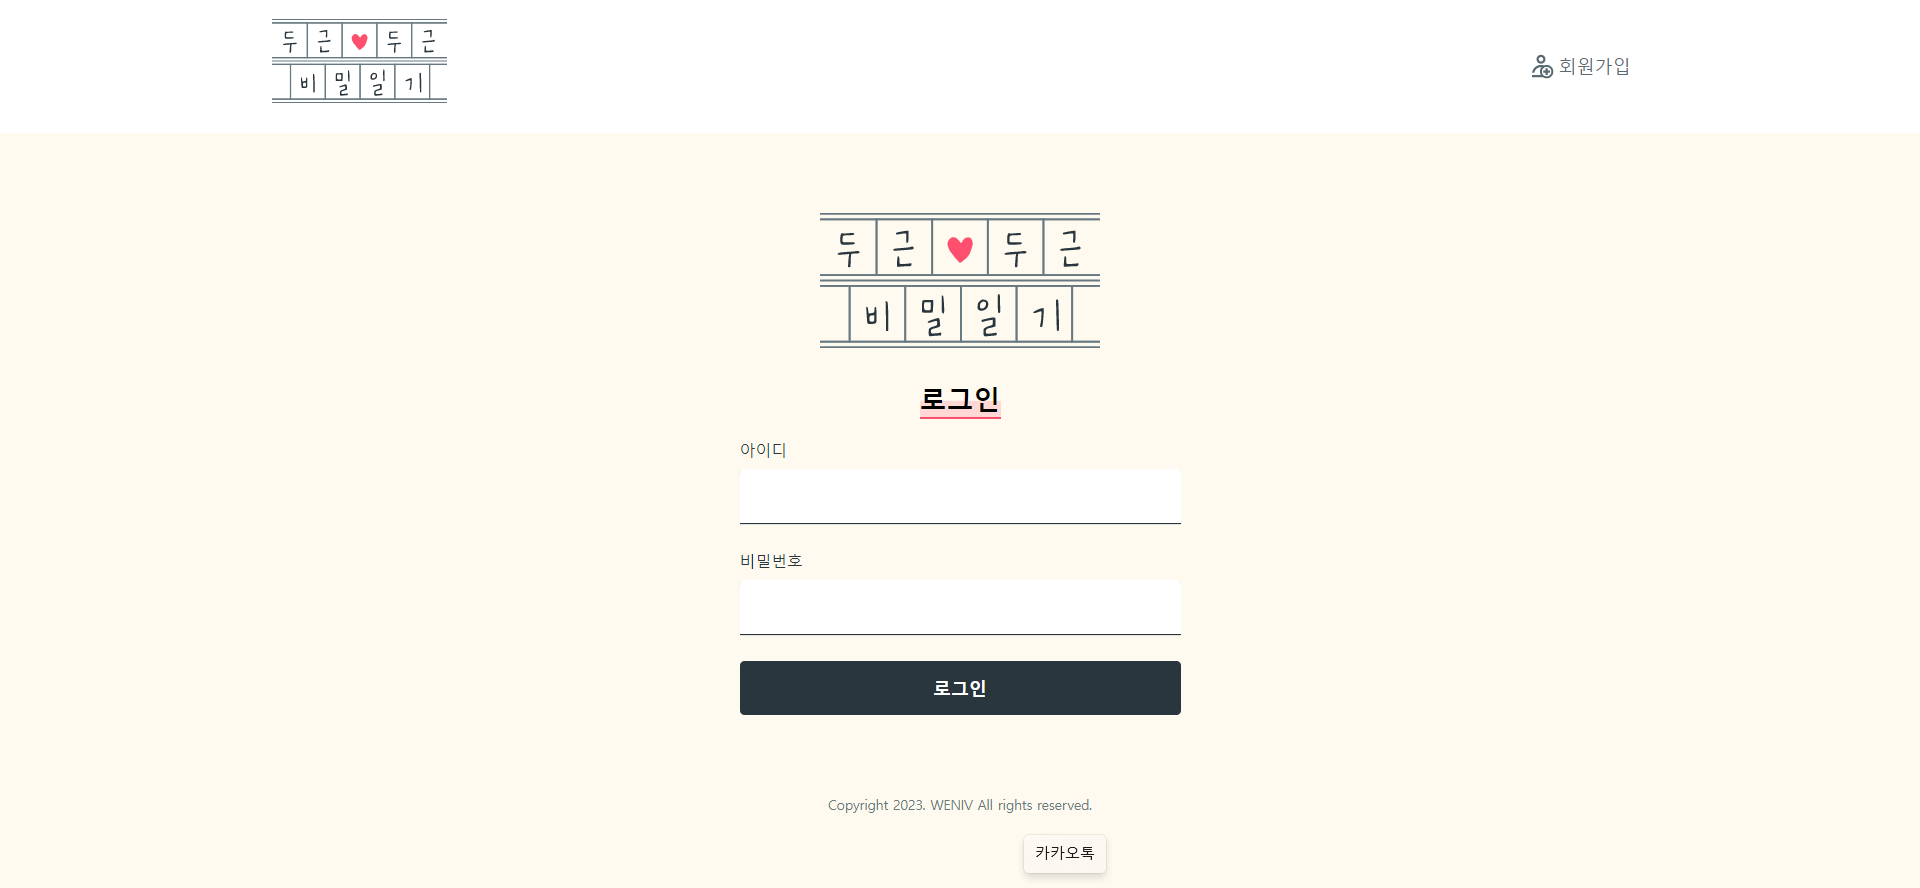 두근♥두근
비밀일기
회원가입
두근♥두근
비밀일기
로그인
아이디
비밀번호
로그인
Copyright 2023. WENIV All rights reserved.
카카오톡